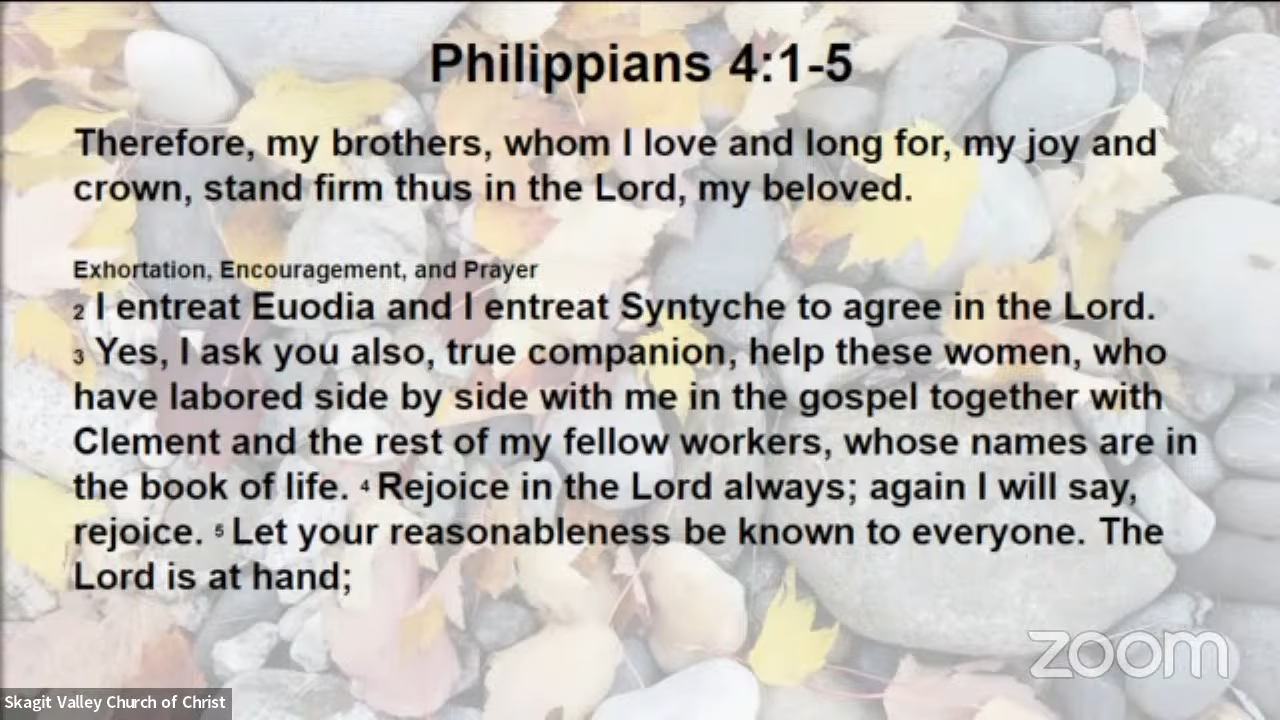 Philippians 4:1-5
Therefore, my brothers, whom I love and long for, my joy and
crown, stand firm thus in the Lord, my beloved.
Exhortation, Encouragement, and Prayer
2 I entreat Euodia and I entreat Syntyche to agree in the Lord.
3 Yes, I ask you also, true companion, help these women, who
have labored side by side with me in the gospel together with
Clement and the rest of my fellow workers, whose names are in
the book of life. 4 Rejoice in the Lord always; again I will say,
rejoice. 5 Let your reasonableness be known to everyone. The
Lord is at hand;
zoom
Skagit Valley Church of Christ